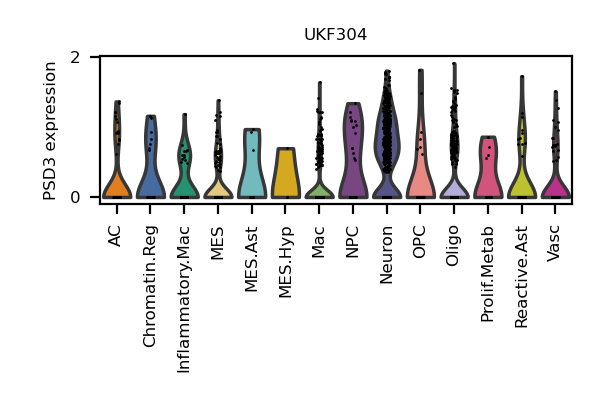 UKF304
PSD3 expression
2
0
AC
Chromatin.Reg
Inflammatory.Mac
MES
MES.Ast
MES.Hyp
Mac
NPC
Neuron
OPC
Oligo
Prolif.Metab
Reactive.Ast
Vasc